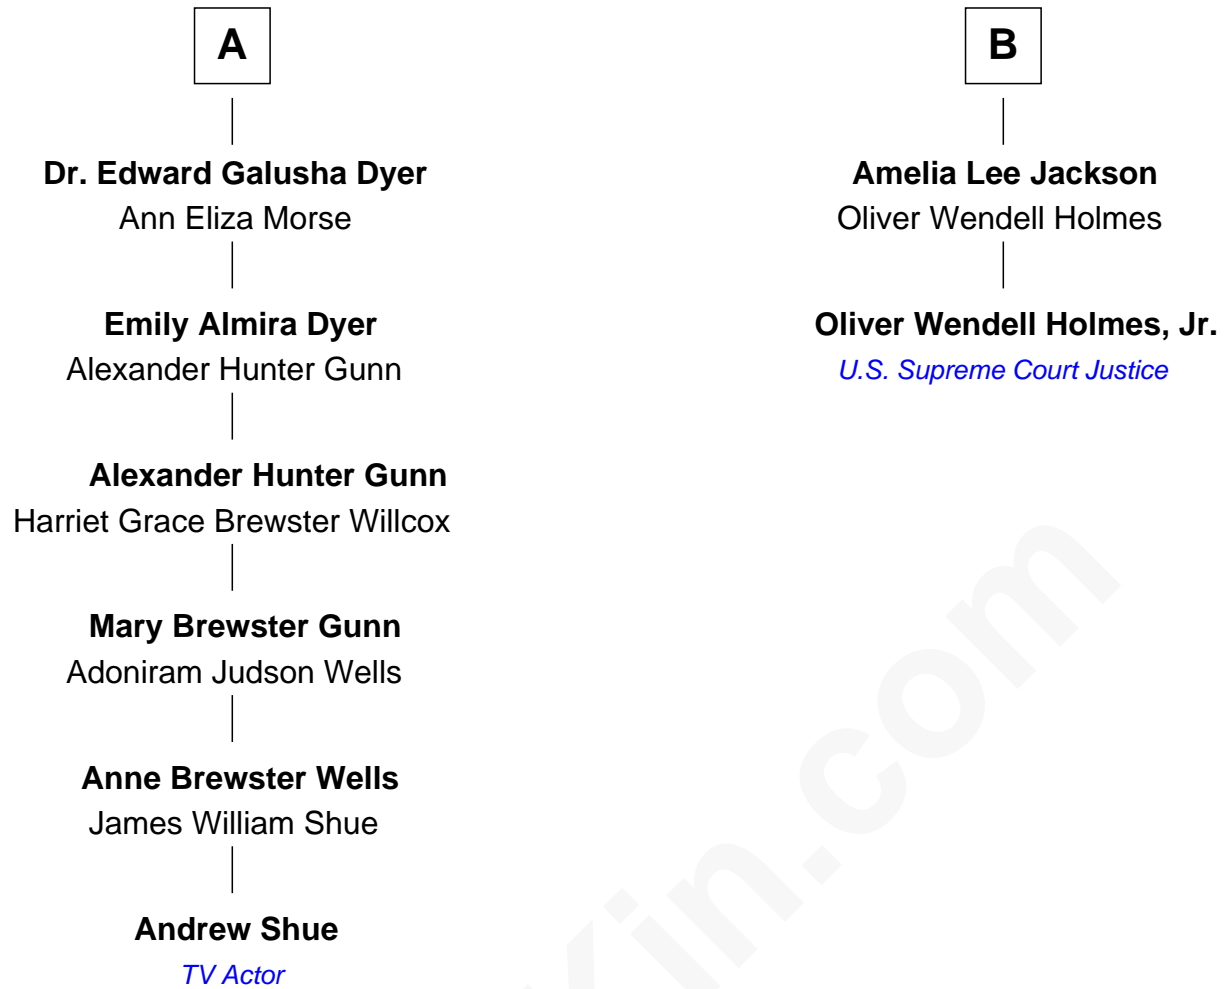 A
Dr. Edward Galusha Dyer
Ann Eliza Morse
Emily Almira Dyer
Alexander Hunter Gunn
Alexander Hunter Gunn
Harriet Grace Brewster Willcox
Mary Brewster Gunn
Adoniram Judson Wells
Anne Brewster Wells
James William Shue
Andrew Shue
TV Actor
B
Amelia Lee Jackson
Oliver Wendell Holmes
Oliver Wendell Holmes, Jr.
U.S. Supreme Court Justice
Kin.com